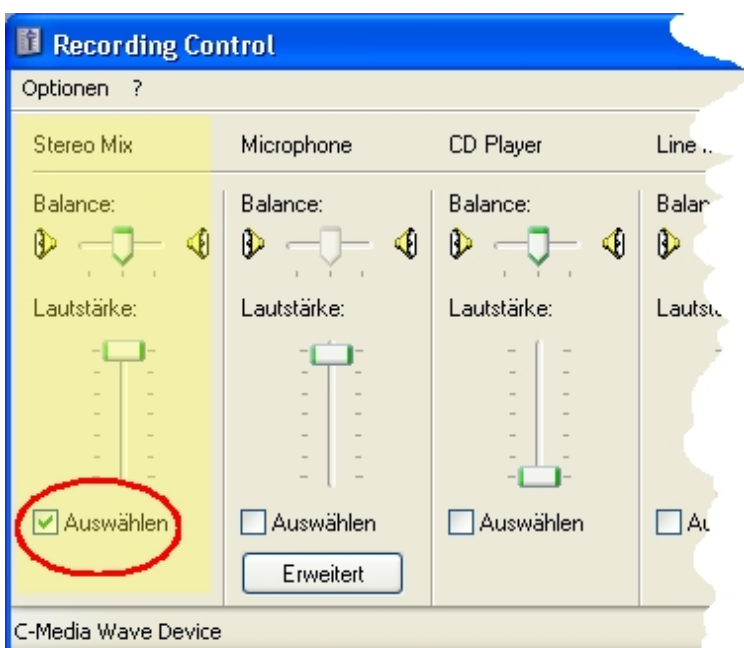 Recording Control
Optionen ?
Stereo Mix Microphone CD Player Line ..
Balance: Balance: Balance:
Lautstärke: Lautstärke: Lautstärke:
Auswählen Auswählen Auswählen
Erweitert
C-Media Wave Device